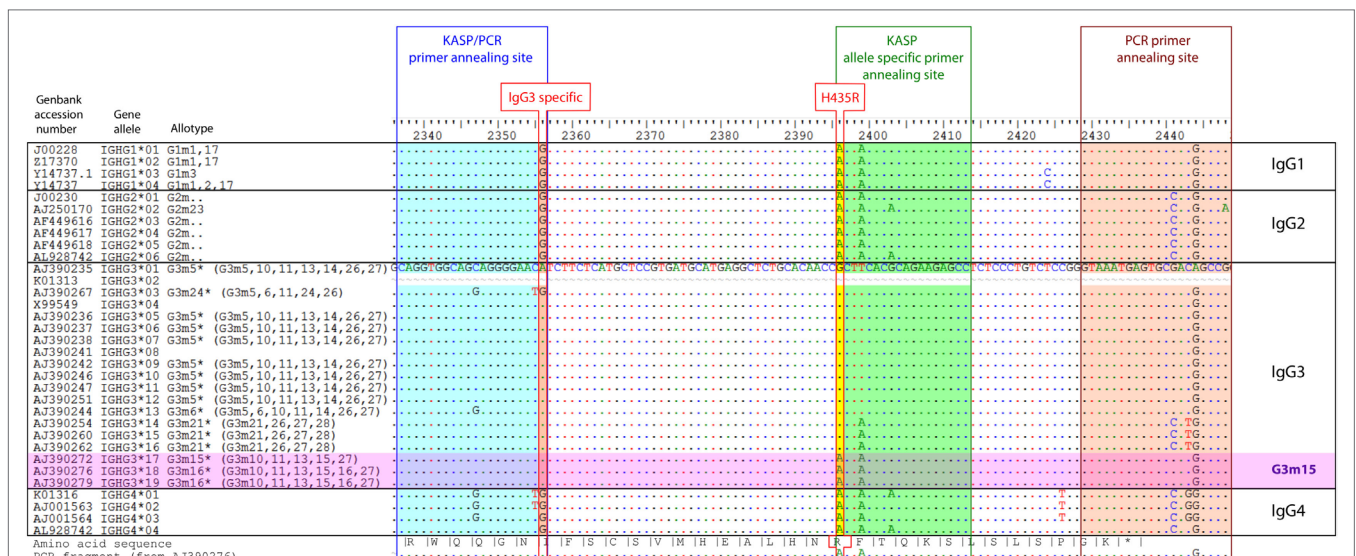 KASP/PCR
primer annealing site
KASP
allele specific primer
annealing site
PCR primer
annealing site
IgG3 specific
H435R
Genbank
accession
number
Gene
allele
Allotype
2340 2350 2360 2370 2380 2390 2400 2410 2420 2430 2440
J00228 IGHG1*01 G1m1,17
Z17370 IGHG1*02 G1m1,17
Y14737.1 IGHG1*03 G1m3
Y14737 IGHG1*04 G1m1,2,17
IgG1
J00230 IGHG2*01 G2m..
AJ250170 IGHG2*02 G2m23
AF449616 IGHG2*03 G2m..
AF449617 IGHG2*04 G2m..
AF449618 IGHG2*05 G2m..
AL928742 IGHG2*06 G2m..
IgG2
AJ390235 IGHG3*01 G3m5* (G3m5,10,11,13,14,26,27) GCAGGTGGCAGCAGGGGAACATCTTCTCATGCTCCGTGATGCATGAGGCTCTGCACAACCGCTTCACGCAGAAGAGCCTCTCCCTGTCTCCGGGTAAATGAGTGCGACAGCCGG
K01313 IGHG3*02
AJ390267 IGHG3*03 G3m24* (G3m5,6,11,24,26)
X99549 IGHG3*04
AJ390236 IGHG3*05 G3m5* (G3m5,10,11,13,14,26,27)
AJ390237 IGHG3*06 G3m5* (G3m5,10,11,13,14,26,27)
AJ390238 IGHG3*07 G3m5* (G3m5,10,11,13,14,26,27)
AJ390241 IGHG3*08
AJ390242 IGHG3*09 G3m5* (G3m5,10,11,13,14,26,27)
AJ390246 IGHG3*10 G3m5* (G3m5,10,11,13,14,26,27)
AJ390247 IGHG3*11 G3m5* (G3m5,10,11,13,14,26,27)
AJ390251 IGHG3*12 G3m5* (G3m5,10,11,13,14,26,27)
AJ390244 IGHG3*13 G3m6* (G3m5,6,10,11,14,26,27)
AJ390254 IGHG3*14 G3m21* (G3m21,26,27,28)
AJ390260 IGHG3*15 G3m21* (G3m21,26,27,28)
AJ390262 IGHG3*16 G3m21* (G3m21,26,27,28)
IgG3
AJ390272 IGHG3*17 G3m15* (G3m10,11,13,15,27)
AJ390276 IGHG3*18 G3m16* (G3m10,11,13,15,16,27)
AJ390279 IGHG3*19 G3m16* (G3m10,11,13,15,16,27)
G3m15
K01316 IGHG4*01
AJ001563 IGHG4*02
AJ001564 IGHG4*03
AL928742 IGHG4*04
IgG4
Amino acid sequence |R |W |Q |Q |G |N |I |F |S |C |S |V |M |H |E |A |L |H |N |R |F |T |Q |K |S |L |S |L |S |P |G |K |* |
PCR fragment (from AJ390276)